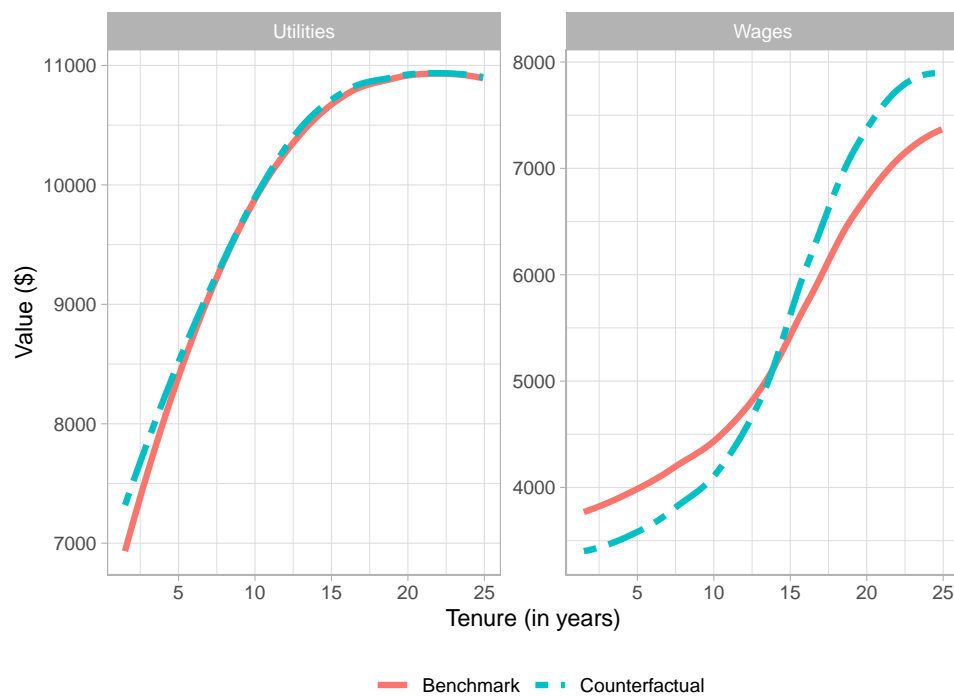 Utilities
Wages
Value ($)
11000
10000
9000
8000
7000
8000
7000
6000
5000
4000
5 10 15 20 25
5 10 15 20 25
Tenure (in years)
Benchmark Counterfactual